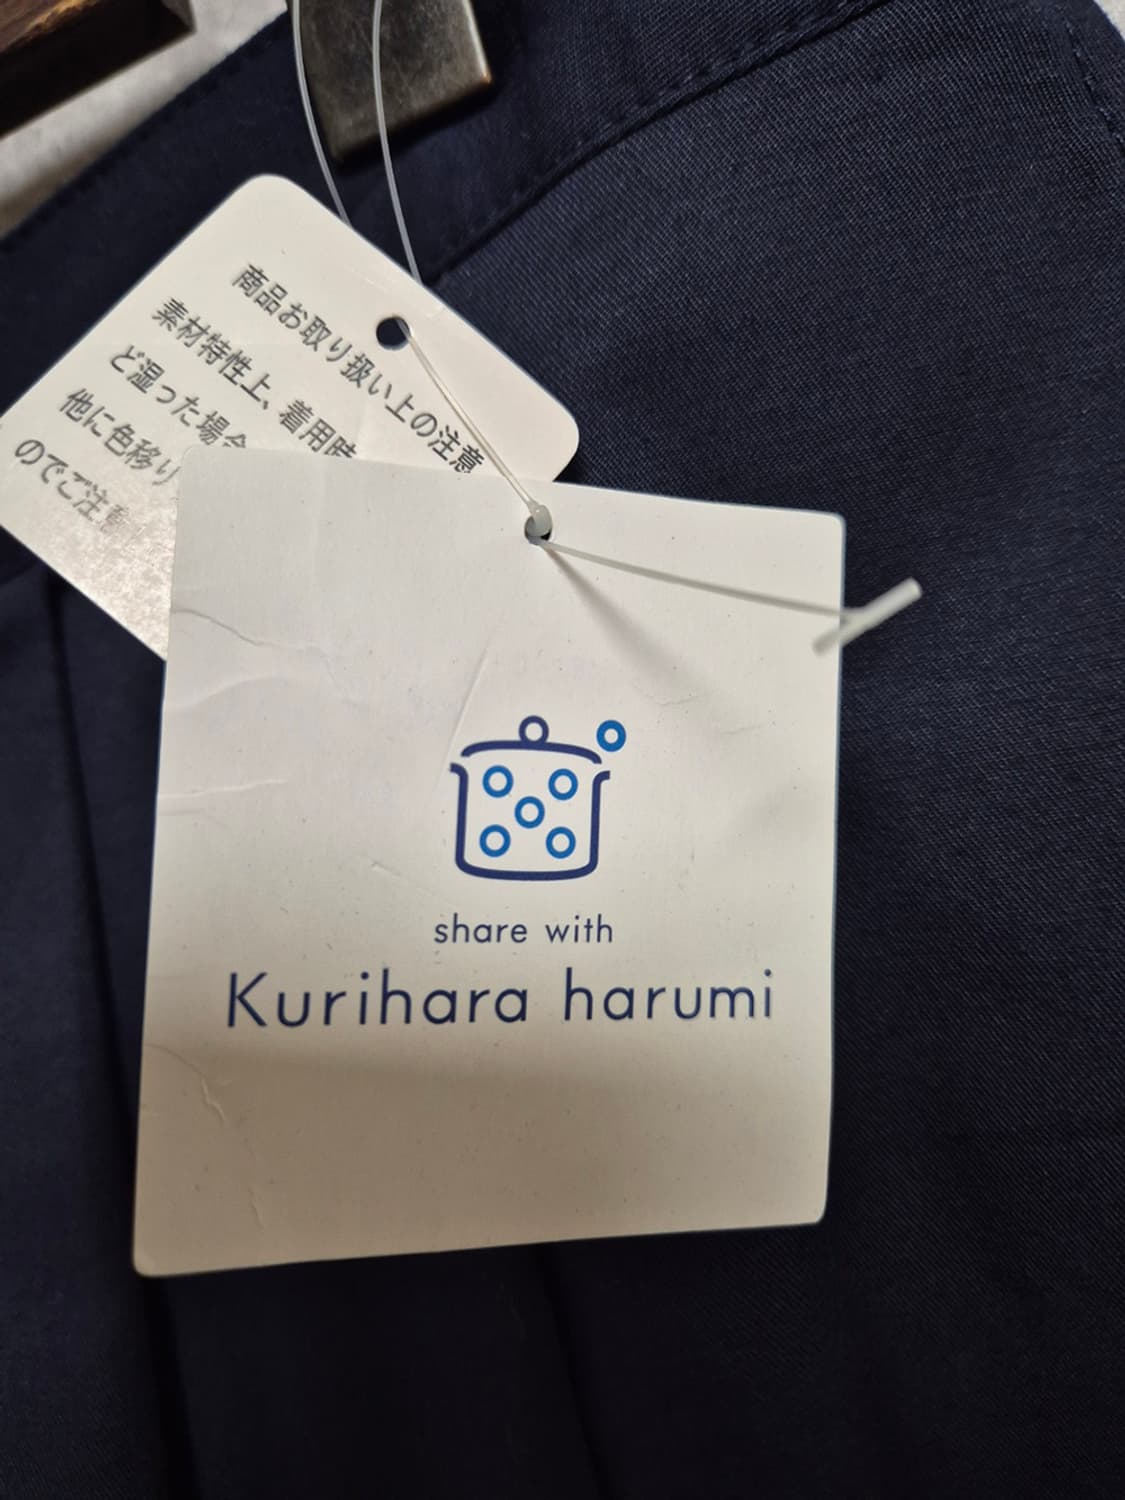 商品お取り扱い上の注意
素材特性上、着用時
ど湿った場合
他に色移り
のでご注意
share with
Kurihara harumi